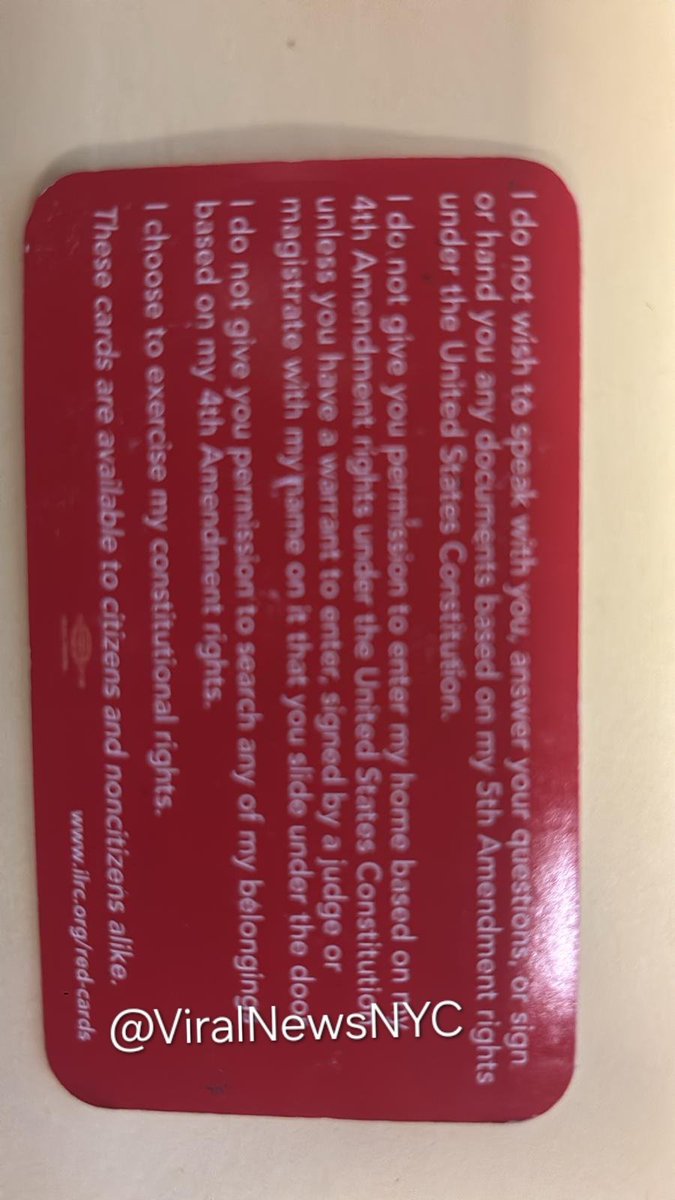 I do not wish to speak with you, answer your questions, or sign
or hand you any documents based on my 5th Amendment rights
under the United States Constitution.
I do not give you permission to enter my home based on
4th Amendment rights under the United States Constitution
unless you have a warrant to enter, signed by a judge or
magistrate with my name on it that you slide under the door
I do not give you permission to search any of my belongings
based on my 4th Amendment rights.
I choose to exercise my constitutional rights.
These cards are available to citizens and noncitizens alike.
www.ilrc.org/red-cards
@ViralNewsNYC